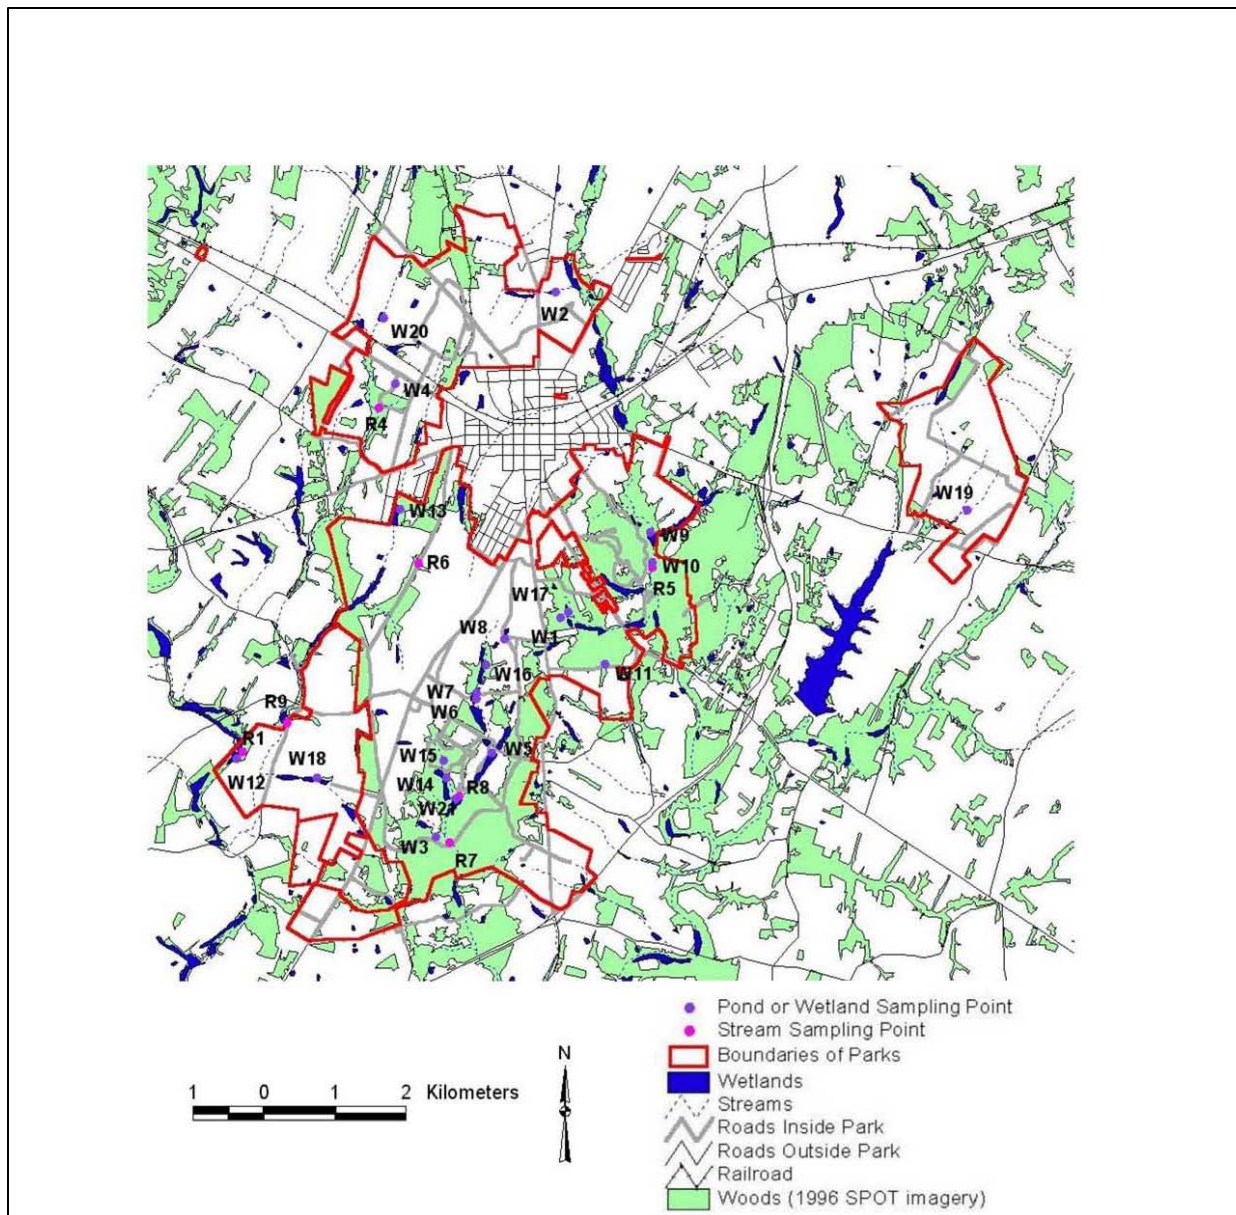 W2
W20
W4
R4
W19
W13
W9
R6
W10
R5
W17
W8
W1
W16
W11
W7
W6
R9
R1
W5
W18
W15
W12
W14
R8
W21
W3
R7
Pond or Wetland Sampling Point
Stream Sampling Point
Boundaries of Parks
Wetlands
Streams
Roads Inside Park
Roads Outside Park
Railroad
Woods (1996 SPOT imagery)
N
1 0 1 2 Kilometers